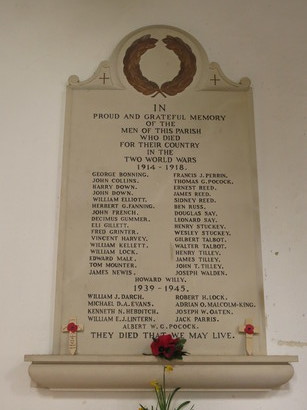 IN
PROUD AND GRATEFUL MEMORY
OF THE
MEN OF THIS PARISH
WHO DIED
FOR THEIR COUNTRY
IN THE
TWO WORLD WARS
1914 - 1918.
GEORGE BONNING. FRANCIS J. PERRIN.
JOHN COLLINS. THOMAS G. POCOCK.
HARRY DOWN. ERNEST REED.
JOHN DOWN. JAMES REED.
WILLIAM ELLIOTT. SIDNEY REED.
HERBERT G. FANNING. BEN RUSS.
JOHN FRENCH. DOUGLAS SAY.
DECIMUS GUMMER. LEONARD SAY.
ELI GILLETT. HENRY STUCKEY.
FRED GRINTER. WESLEY STUCKEY.
VINCENT HARVEY. GILBERT TALBOT.
WILLIAM KELLETT. WALTER TALBOT.
WILLIAM LOCK. HENRY TILLEY.
EDWARD MALE. JAMES TILLEY.
TOM MOUNTER. JOHN T. TILLEY.
JAMES NEWIS. JOSEPH WALDEN.
HOWARD WILLY.
1939 - 1945.
WILLIAM J. DARCH. ROBERT H. LOCK.
MICHAEL D.A. EVANS. ADRIAN O. MALCOLM-KING.
KENNETH N. HEBDITCH. JOSEPH W. OATEN.
WILLIAM E.J. LINTERN. JACK PARRIS.
ALBERT W. G. POCOCK.
THEY DIED THAT WE MAY LIVE.